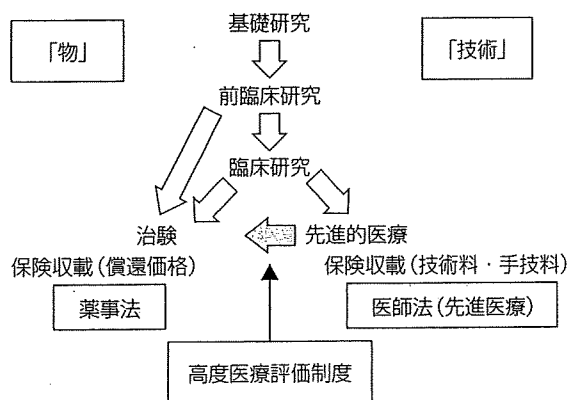 基礎研究
「物」
「技術」
前臨床研究
臨床研究
治験
先進的医療
保険収載(償還価格)
保険収載(技術料・手技料)
薬事法
医師法(先進医療)
高度医療評価制度